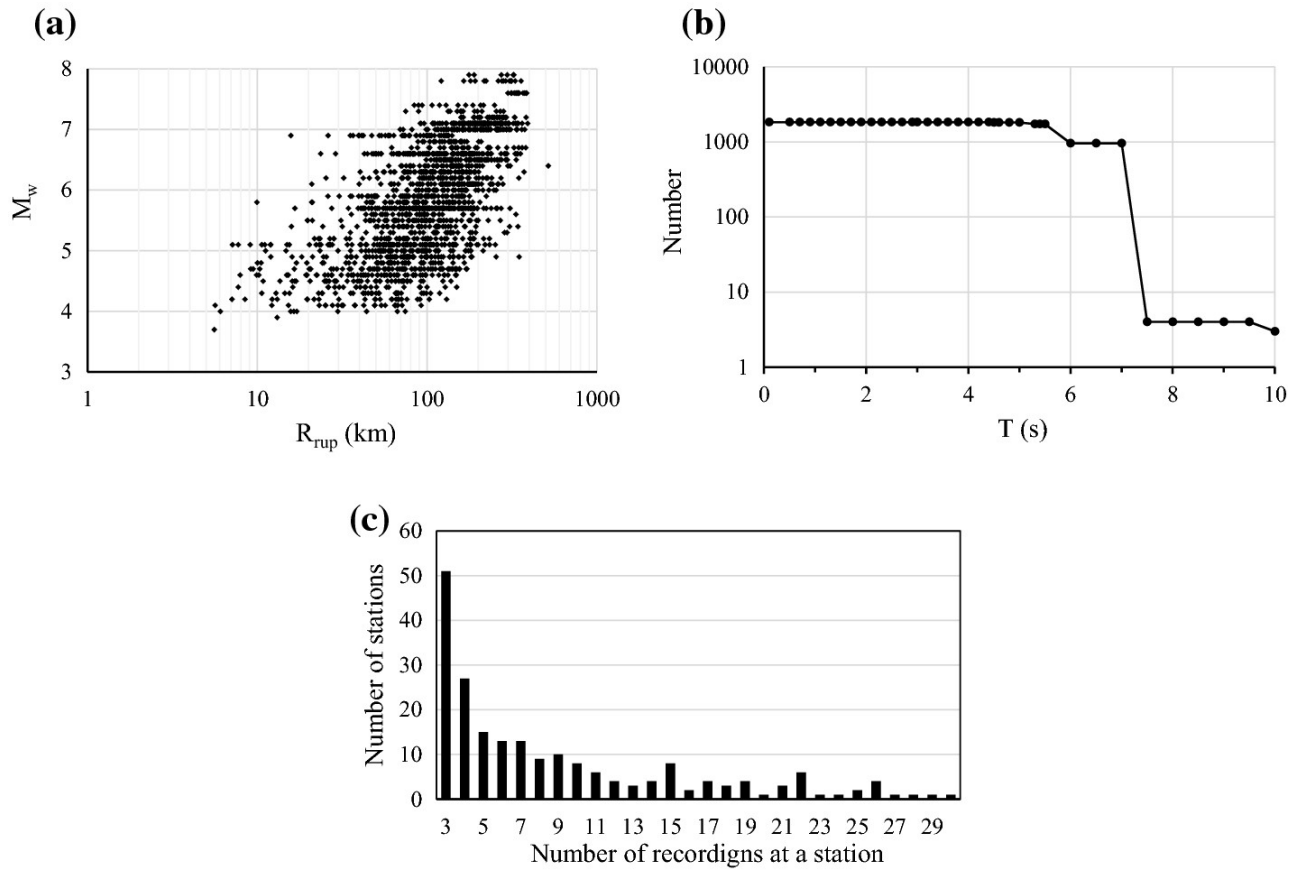 (a)
8
7
6
5
4
3
M_w
1 10 100 1000
R_rup (km)
(b)
10000
1000
100
10
1
Number
0 2 4 6 8 10
T (s)
(c)
60
50
40
30
20
10
0
Number of stations
3 5 7 9 11 13 15 17 19 21 23 25 27 29
Number of recordigns at a station